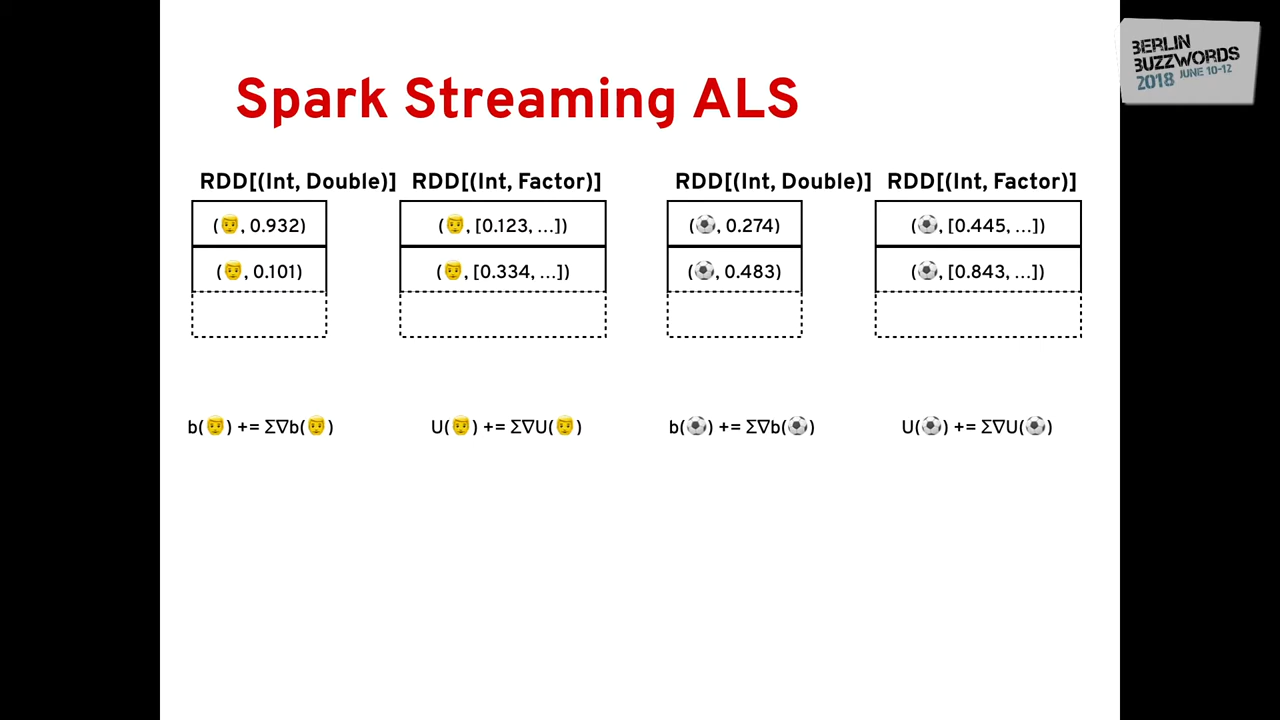 BERLIN
BUZZWORDS
2018 JUNE 10-12
Spark Streaming ALS
RDD[(Int, Double)] RDD[(Int, Factor)] RDD[(Int, Double)] RDD[(Int, Factor)]
(👨, 0.932) (👨, [0.123, ...]) (⚽, 0.274) (⚽, [0.445, ...])
(👨, 0.101) (👨, [0.334, ...]) (⚽, 0.483) (⚽, [0.843, ...])
b(👨) += Σ∇b(👨) U(👨) += Σ∇U(👨) b(⚽) += Σ∇b(⚽) U(⚽) += Σ∇U(⚽)